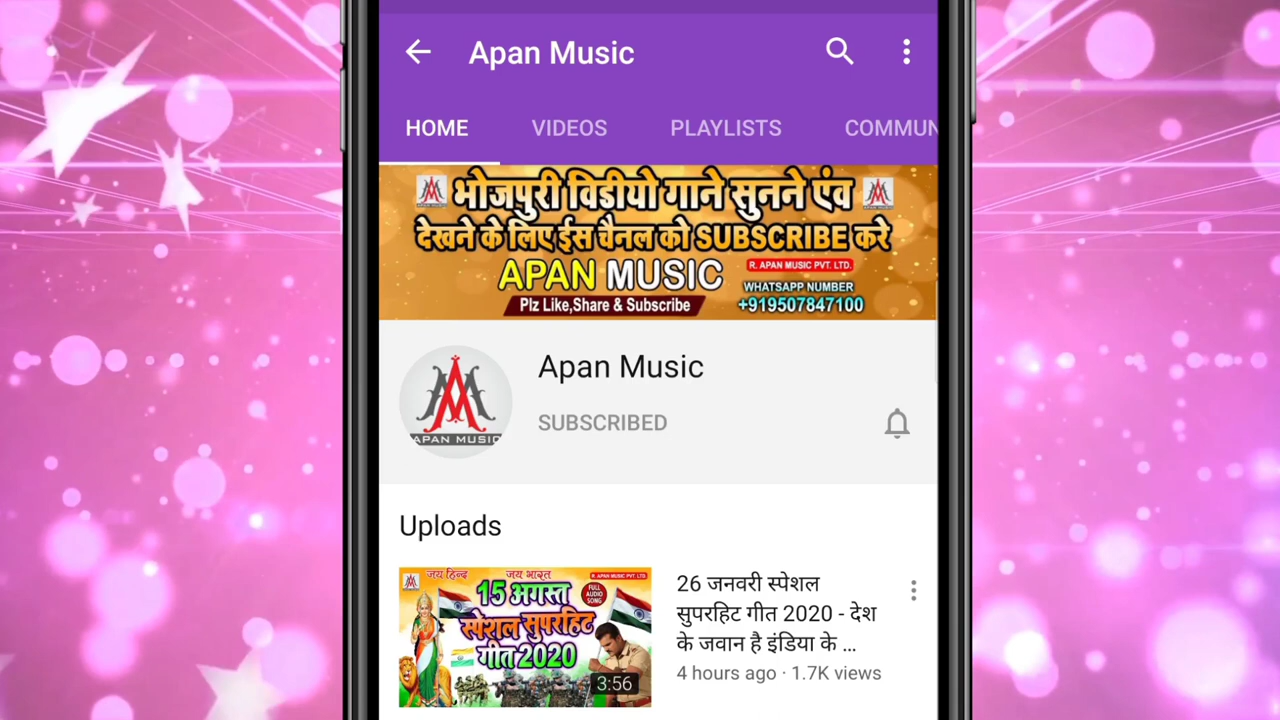 Apan Music
HOME VIDEOS PLAYLISTS COMMUN
भोजपुरी विडीयो गाने सुनने एंव
देखने के लिए ईस चैनल को SUBSCRIBE करे
APAN MUSIC
R. APAN MUSIC PVT. LTD.
Plz Like,Share & Subscribe
WHATSAPP NUMBER
+919507847100
Apan Music
APAN MUSIC
SUBSCRIBED
Uploads
जय हिन्द जय भारत
R. APAN MUSIC PVT. LTD.
15 अगस्त
FULL
AUDIO
SONG
स्पेशल सुपरहिट
गीत 2020
3:56
26 जनवरी स्पेशल
सुपरहिट गीत 2020 - देश
के जवान है इंडिया के ...
4 hours ago · 1.7K views